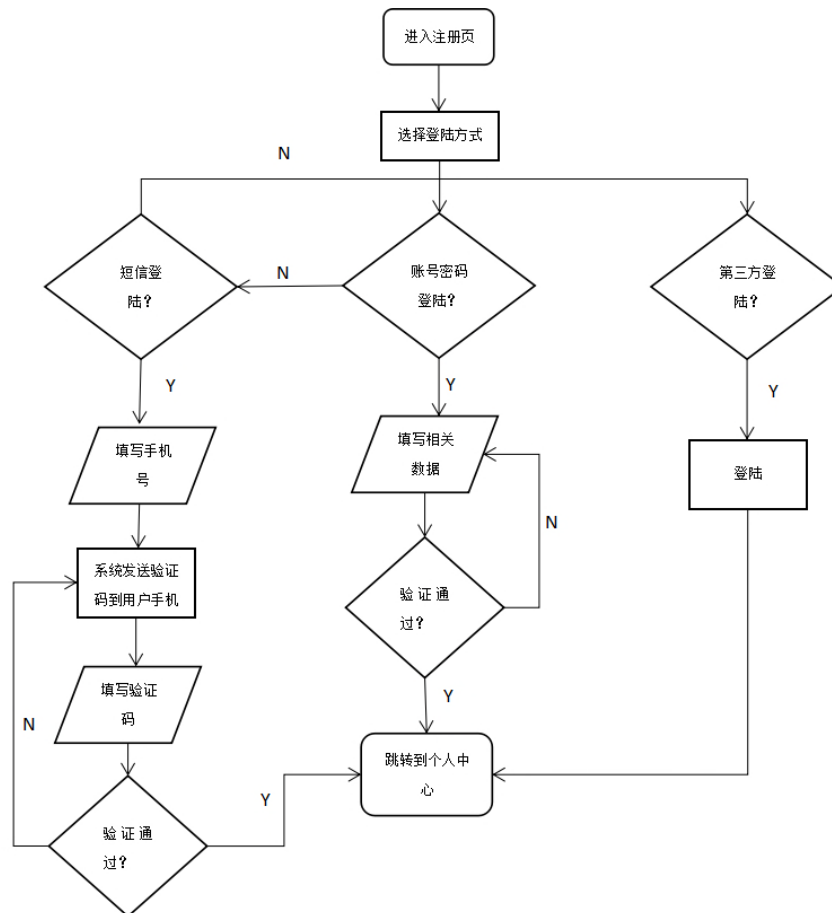 进入注册页
选择登陆方式
N
短信登
陆？
N
账号密码
登陆？
第三方登
陆？
Y
Y
Y
填写手机
号
填写相关
数据
登陆
N
系统发送验证
码到用户手机
验证通
过？
填写验证
码
N
Y
跳转到个人中
心
Y
验证通
过？